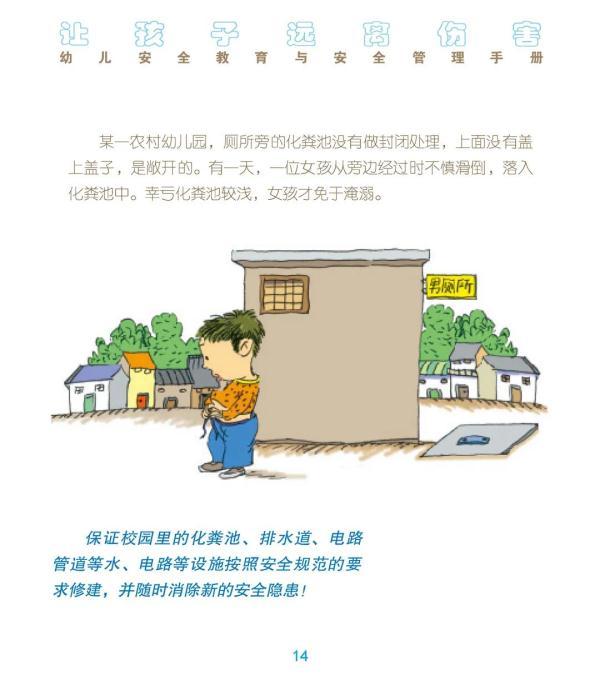 让孩子远离伤害
幼儿安全教育与安全管理手册
某一农村幼儿园，厕所旁的化粪池没有做封闭处理，上面没有盖
上盖子，是敞开的。有一天，一位女孩从旁边经过时不慎滑倒，落入
化粪池中。幸亏化粪池较浅，女孩才免于淹溺。
男厕所
保证校园里的化粪池、排水道、电路
管道等水、电路等设施按照安全规范的要
求修建，并随时消除新的安全隐患！
14